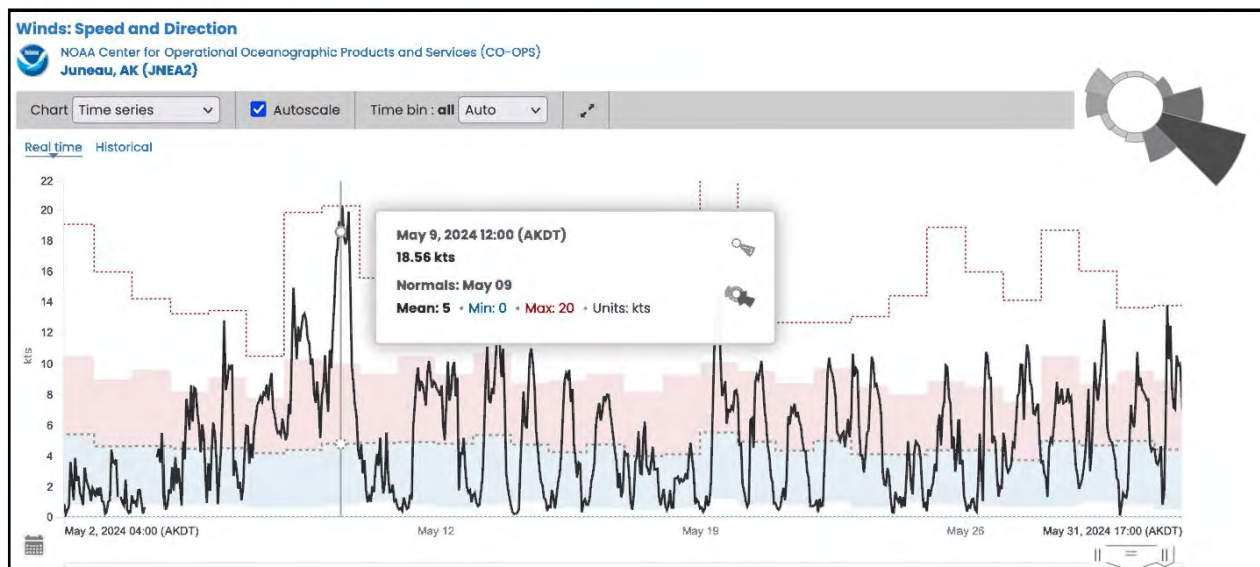 Winds: Speed and Direction
NOAA Center for Operational Oceanographic Products and Services (CO-OPS)
Juneau, AK (JNEA2)
Chart Time series Autoscale Time bin : all Auto
Real time Historical
22
20
18
16
14
12
10
8
6
4
2
0
kts
May 9, 2024 12:00 (AKDT)
18.56 kts
Normals: May 09
Mean: 5 • Min: 0 • Max: 20 • Units: kts
May 2, 2024 04:00 (AKDT) May 12 May 19 May 26 May 31, 2024 17:00 (AKDT)